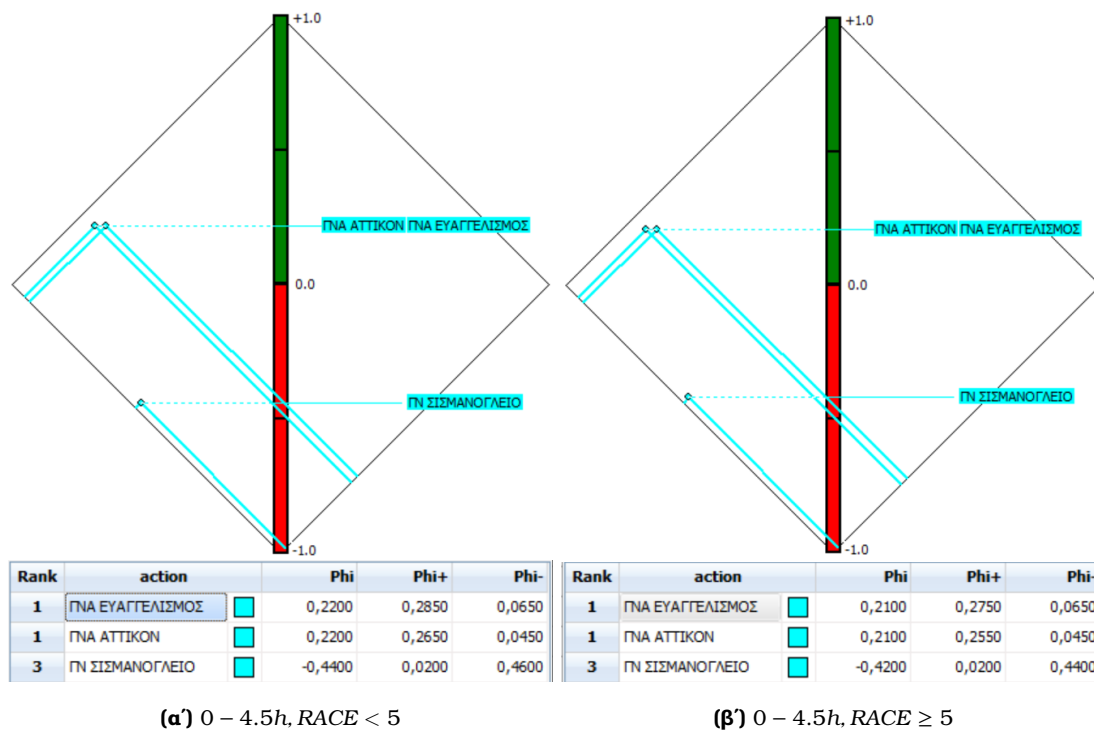 +1.0
ΓΝΑ ΑΤΤΙΚΟΝ ΓΝΑ ΕΥΑΓΓΕΛΙΣΜΟΣ
0.0
ΓΝ ΣΙΣΜΑΝΟΓΛΕΙΟ
-1.0
Rank action Phi Phi+ Phi-
1 ΓΝΑ ΕΥΑΓΓΕΛΙΣΜΟΣ 0,2200 0,2850 0,0650
1 ΓΝΑ ΑΤΤΙΚΟΝ 0,2200 0,2650 0,0450
3 ΓΝ ΣΙΣΜΑΝΟΓΛΕΙΟ -0,4400 0,0200 0,4600
(αʹ) 0 − 4.5h, RACE < 5
+1.0
ΓΝΑ ΑΤΤΙΚΟΝ ΓΝΑ ΕΥΑΓΓΕΛΙΣΜΟΣ
0.0
ΓΝ ΣΙΣΜΑΝΟΓΛΕΙΟ
-1.0
Rank action Phi Phi+ Phi-
1 ΓΝΑ ΕΥΑΓΓΕΛΙΣΜΟΣ 0,2100 0,2750 0,0650
1 ΓΝΑ ΑΤΤΙΚΟΝ 0,2100 0,2550 0,0450
3 ΓΝ ΣΙΣΜΑΝΟΓΛΕΙΟ -0,4200 0,0200 0,4400
(βʹ) 0 − 4.5h, RACE ≥ 5